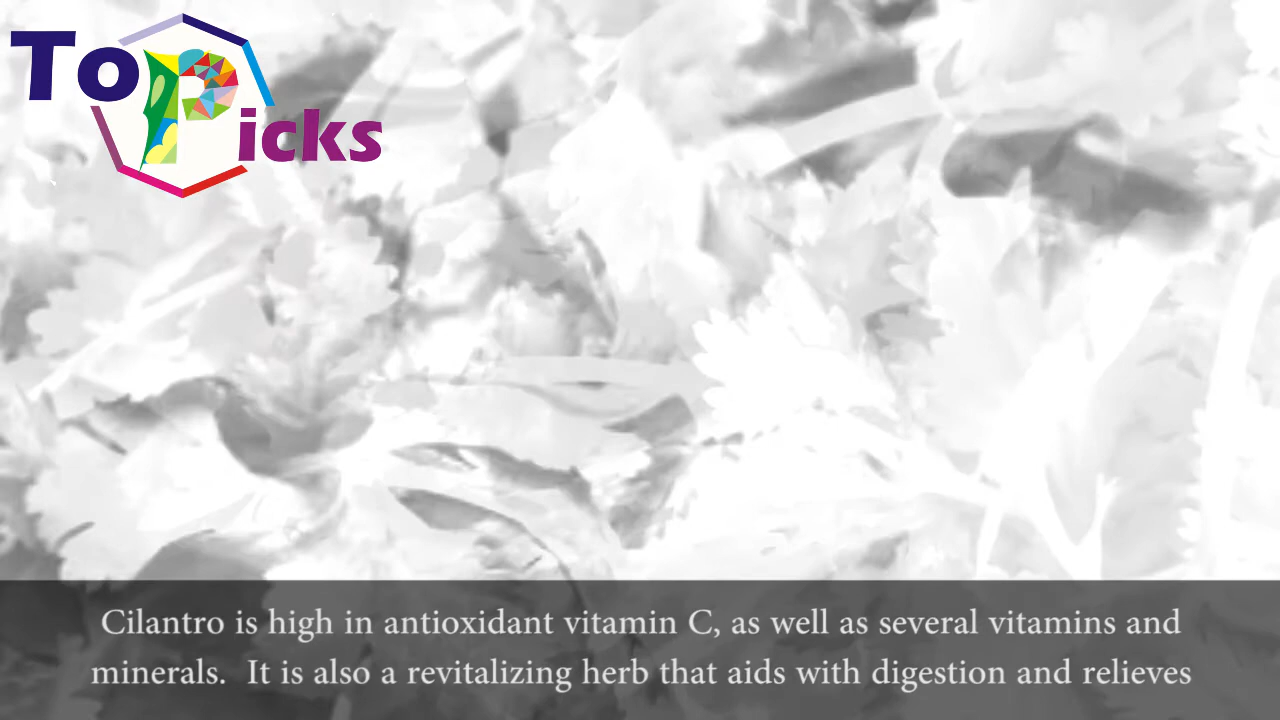 ToPicks
Cilantro is high in antioxidant vitamin C, as well as several vitamins and
minerals.  It is also a revitalizing herb that aids with digestion and relieves